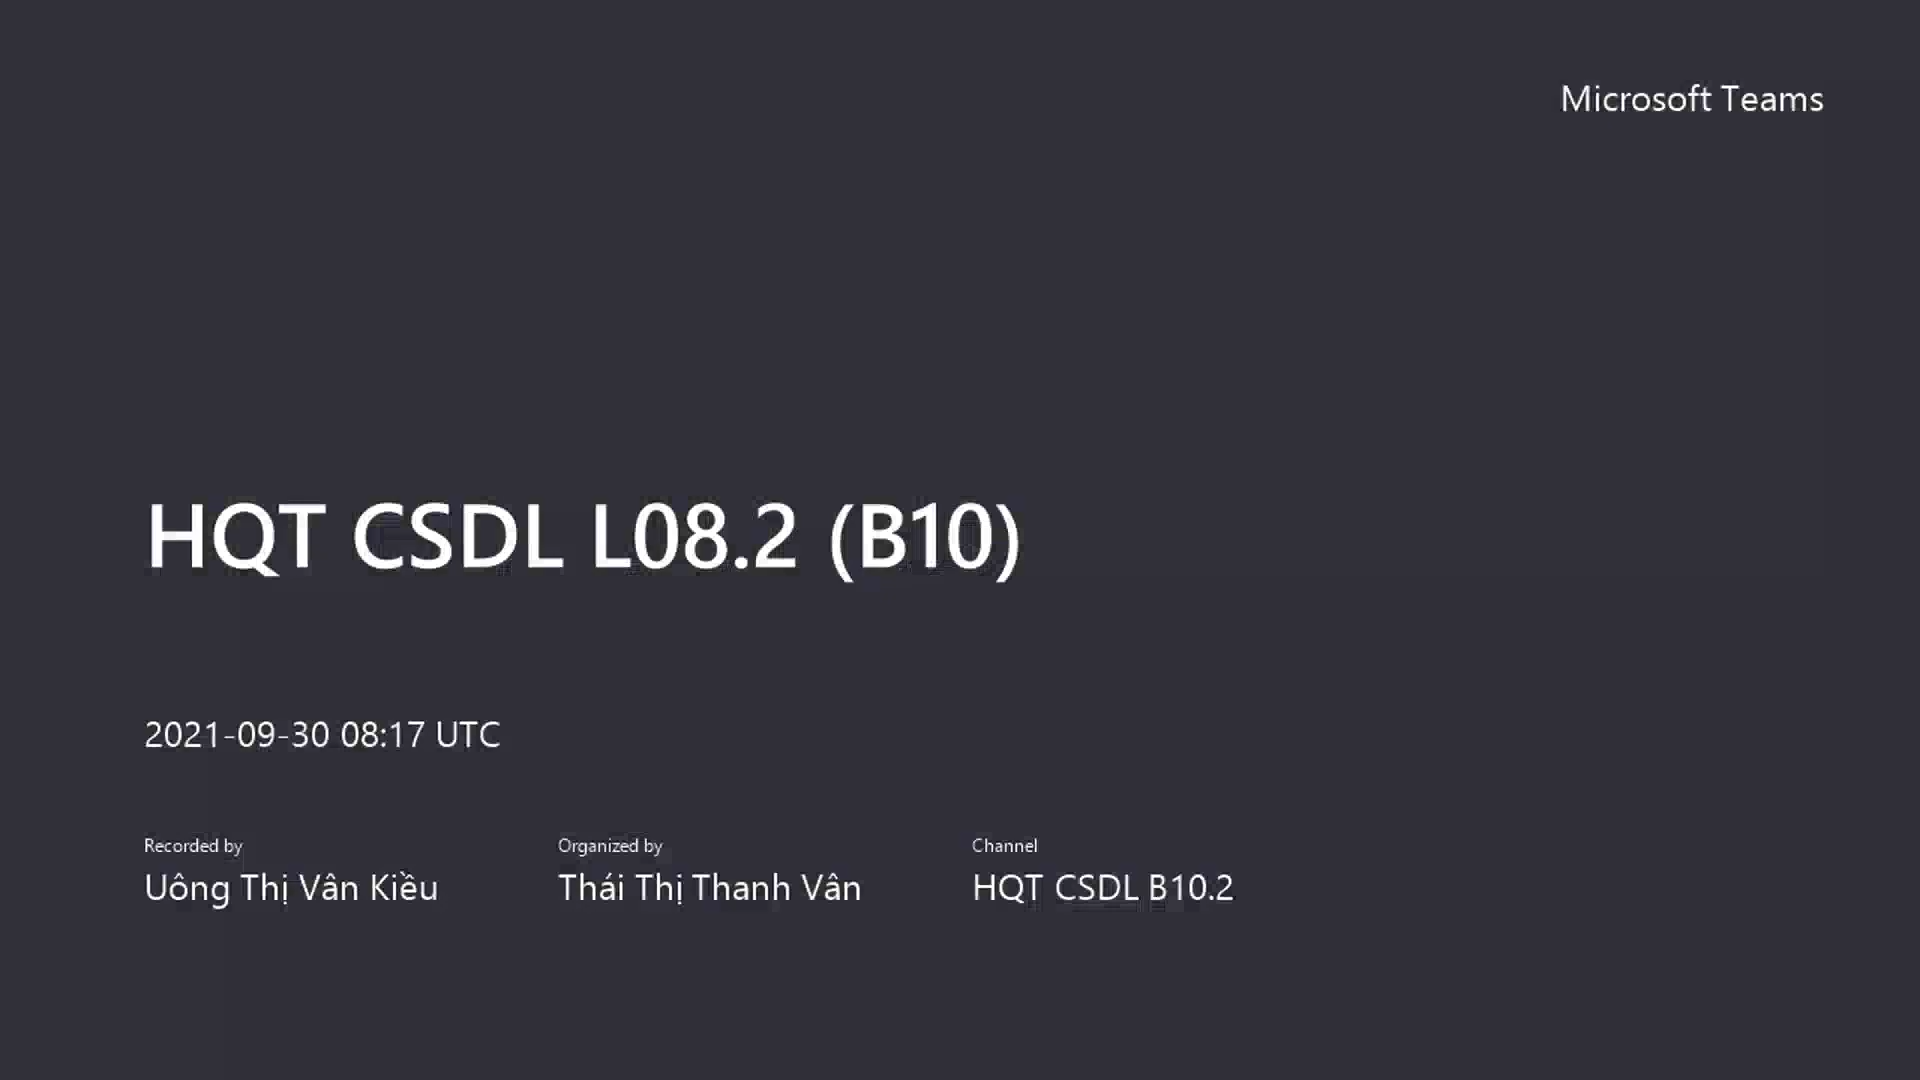 Microsoft Teams
HQT CSDL L08.2 (B10)
2021-09-30 08:17 UTC
Recorded by
Uông Thị Vân Kiều
Organized by
Thái Thị Thanh Vân
Channel
HQT CSDL B10.2